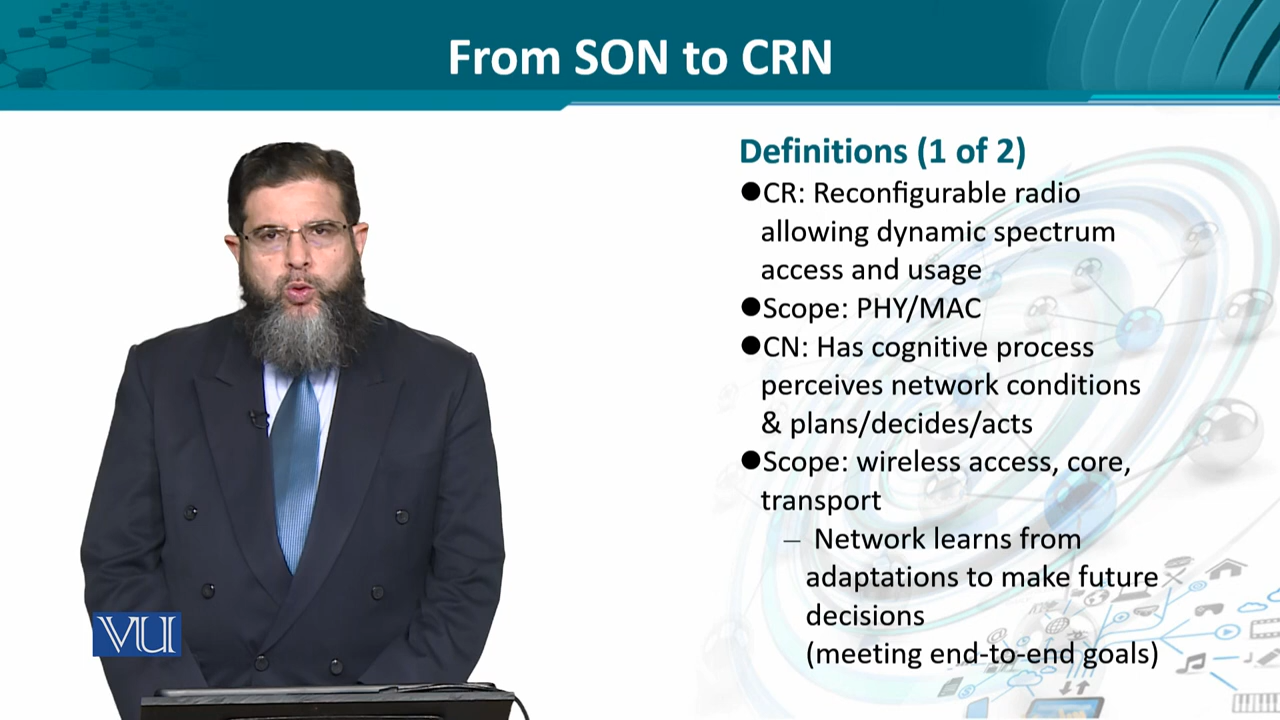 From SON to CRN
Definitions (1 of 2)
●CR: Reconfigurable radio
allowing dynamic spectrum
access and usage
●Scope: PHY/MAC
●CN: Has cognitive process
perceives network conditions
& plans/decides/acts
●Scope: wireless access, core,
transport
– Network learns from
adaptations to make future
decisions
(meeting end-to-end goals)
VU